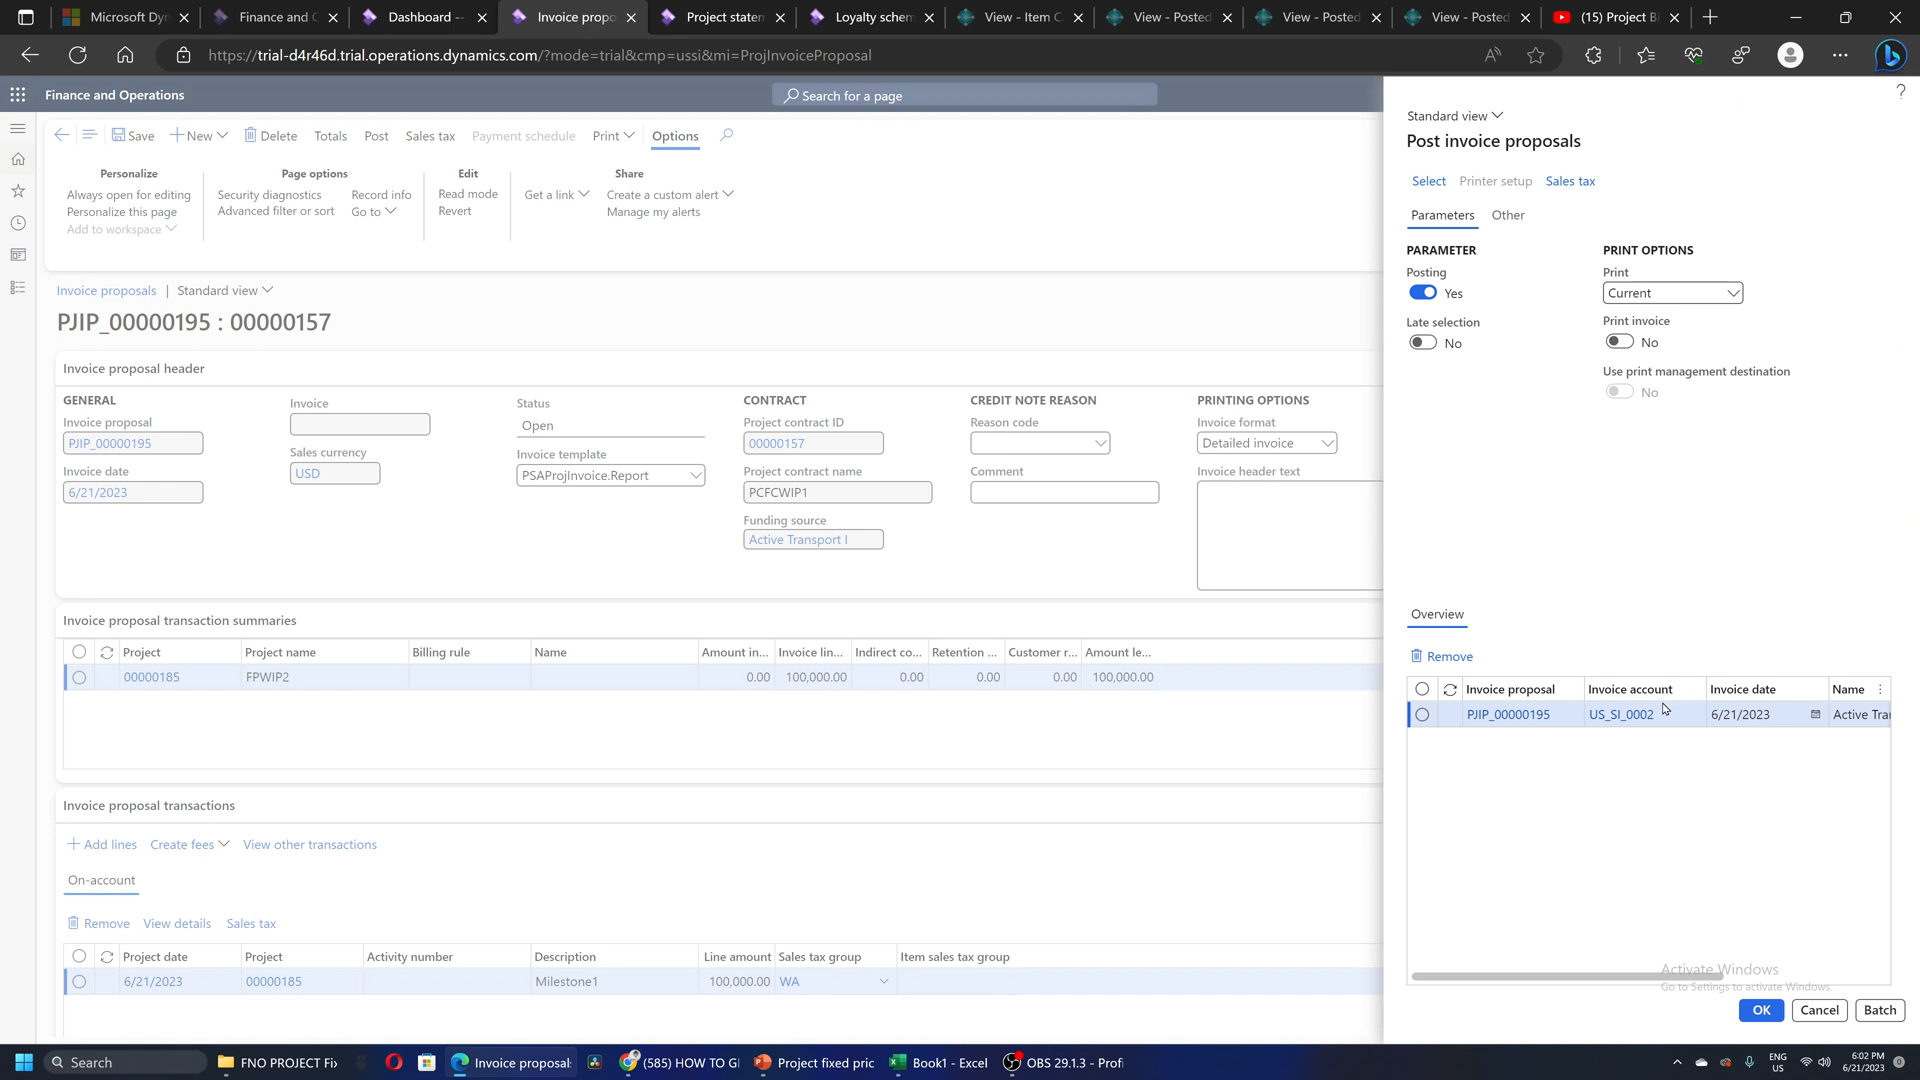 Microsoft Dyn
Finance and O
Dashboard --
Invoice propo
Project statem
Loyalty schem
View - Item C
View - Posted
View - Posted
View - Posted
(15) Project B
https://trial-d4r46d.trial.operations.dynamics.com/?mode=trial&cmp=ussi&mi=ProjInvoiceProposal
Finance and Operations
Search for a page
Save
New
Delete
Totals
Post
Sales tax
Payment schedule
Print
Options
Personalize
Always open for editing
Personalize this page
Add to workspace
Page options
Security diagnostics
Advanced filter or sort
Record info
Go to
Edit
Read mode
Revert
Get a link
Share
Create a custom alert
Manage my alerts
Invoice proposals | Standard view
PJIP_00000195 : 00000157
Invoice proposal header
GENERAL
Invoice proposal
PJIP_00000195
Invoice date
6/21/2023
Invoice
Sales currency
USD
Status
Open
Invoice template
PSAProjInvoice.Report
CONTRACT
Project contract ID
00000157
Project contract name
PCFCWIP1
Funding source
Active Transport I
CREDIT NOTE REASON
Reason code
Comment
PRINTING OPTIONS
Invoice format
Detailed invoice
Invoice header text
Invoice proposal transaction summaries
Project Project name Billing rule Name Amount in... Invoice lin... Indirect co... Retention ... Customer r... Amount le...
00000185 FPWIP2 0.00 100,000.00 0.00 0.00 0.00 100,000.00
Invoice proposal transactions
Add lines Create fees View other transactions
On-account
Remove View details Sales tax
Project date Project Activity number Description Line amount Sales tax group Item sales tax group
6/21/2023 00000185 Milestone1 100,000.00 WA
?
Standard view
Post invoice proposals
Select Printer setup Sales tax
Parameters Other
PARAMETER
Posting
Yes
Late selection
No
PRINT OPTIONS
Print
Current
Print invoice
No
Use print management destination
No
Overview
Remove
Invoice proposal Invoice account Invoice date Name
PJIP_00000195 US_SI_0002 6/21/2023 Active Tra
Activate Windows
Go to Settings to activate Windows.
OK Cancel Batch
Search
FNO PROJECT Fi
Invoice proposals
(585) HOW TO G
Project fixed pric
Book1 - Excel
OBS 29.1.3 - Profi
ENG
US
6:02 PM
6/21/2023